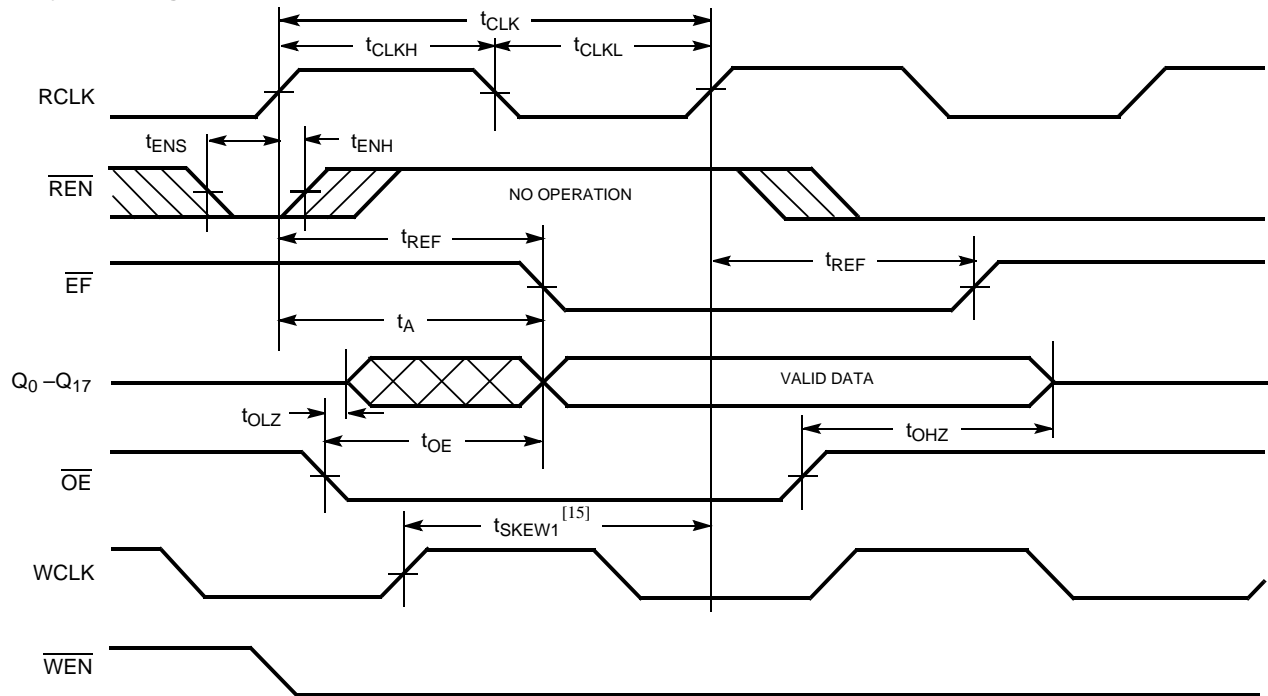 tCLK
tCLKH
tCLKL
RCLK
tENS
tENH
REN
NO OPERATION
tREF
tREF
EF
tA
Q0 –Q17
VALID DATA
tOLZ
tOE
tOHZ
OE
tSKEW1 [15]
WCLK
WEN